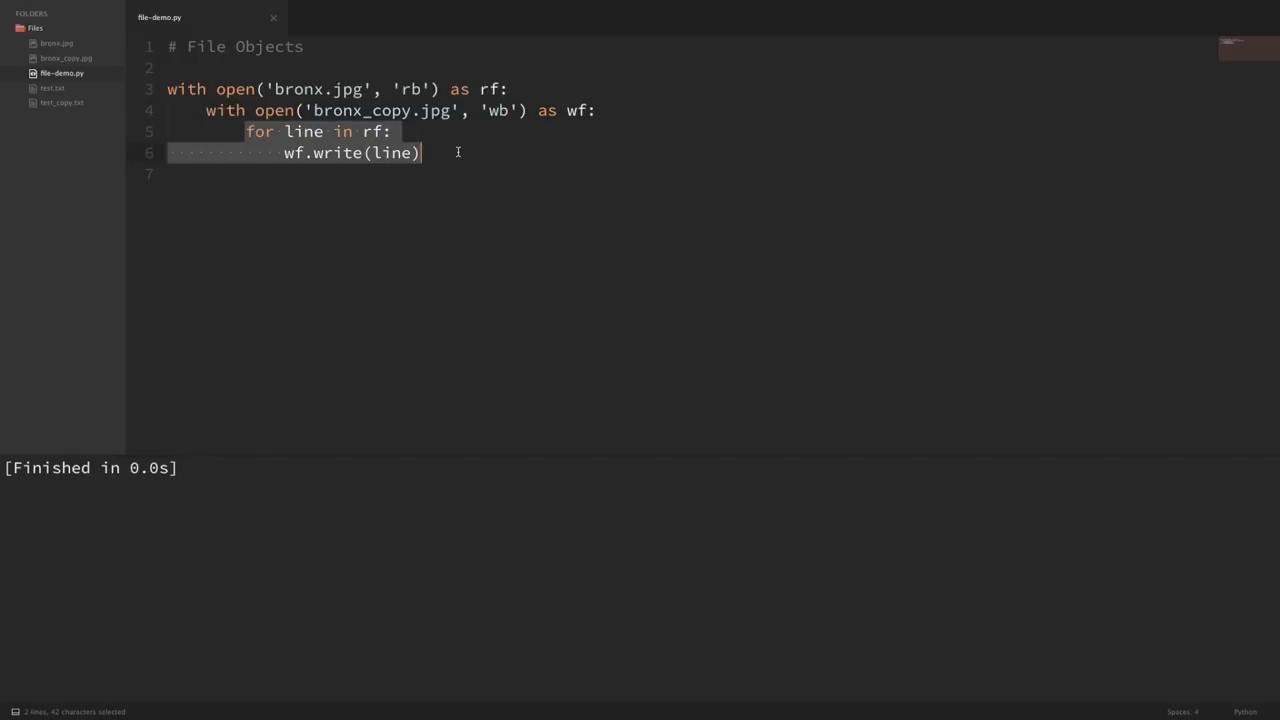 FOLDERS
Files
bronx.jpg
bronx_copy.jpg
file-demo.py
test.txt
test_copy.txt
file-demo.py
1 # File Objects
2
3 with open('bronx.jpg', 'rb') as rf:
4     with open('bronx_copy.jpg', 'wb') as wf:
5         for line in rf:
6             wf.write(line)
7
[Finished in 0.0s]
2 lines, 42 characters selected
Spaces: 4
Python